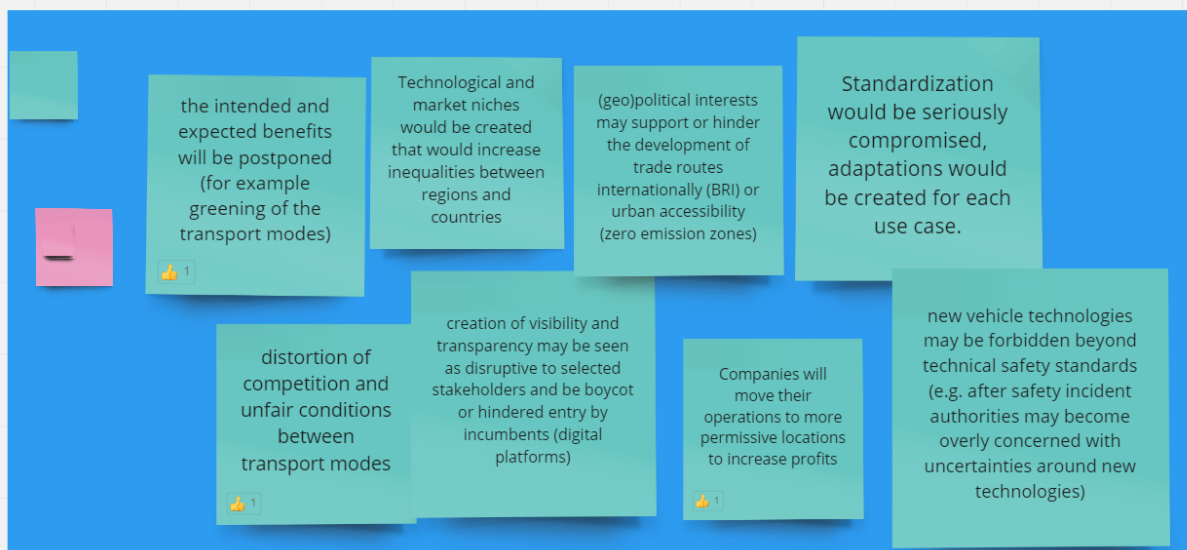 the intended and
expected benefits
will be postponed
(for example
greening of the
transport modes)
👍 1
Technological and
market niches
would be created
that would increase
inequalities between
regions and
countries
(geo)political interests
may support or hinder
the development of
trade routes
internationally (BRI) or
urban accessibility
(zero emission zones)
Standardization
would be seriously
compromised,
adaptations would
be created for each
use case.
distortion of
competition and
unfair conditions
between
transport modes
👍 1
creation of visibility and
transparency may be seen
as disruptive to selected
stakeholders and be boycot
or hindered entry by
incumbents (digital
platforms)
Companies will
move their
operations to more
permissive locations
to increase profits
👍 1
new vehicle technologies
may be forbidden beyond
technical safety standards
(e.g. after safety incident
authorities may become
overly concerned with
uncertainties around new
technologies)